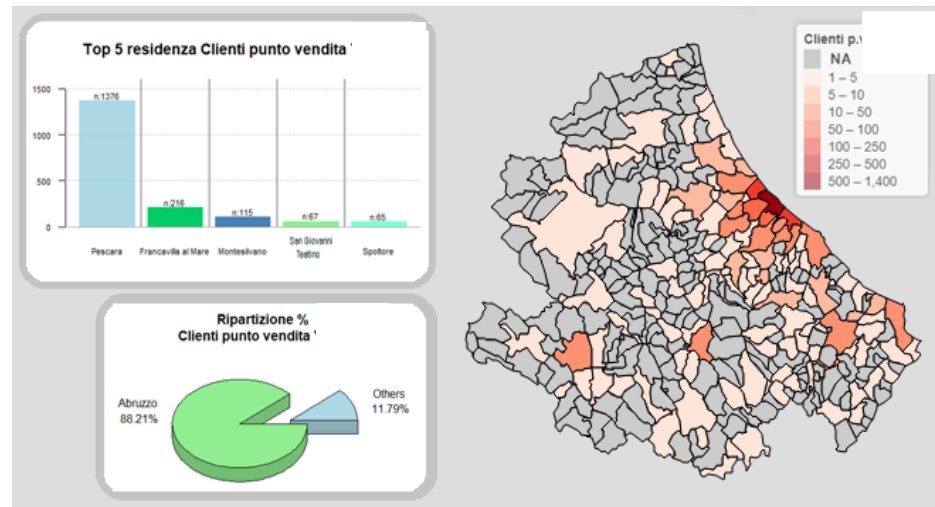 Top 5 residenza Clienti punto vendita
1500
1000
500
0
n:1376
n:216
n:115
n:67
n:65
Pescara
Francavilla al Mare
Montesilvano
San Giovanni
Teatino
Spoltore
Ripartizione %
Clienti punto vendita
Abruzzo
88.21%
Others
11.79%
Clienti p.v
NA
1 – 5
5 – 10
10 – 50
50 – 100
100 – 250
250 – 500
500 – 1,400